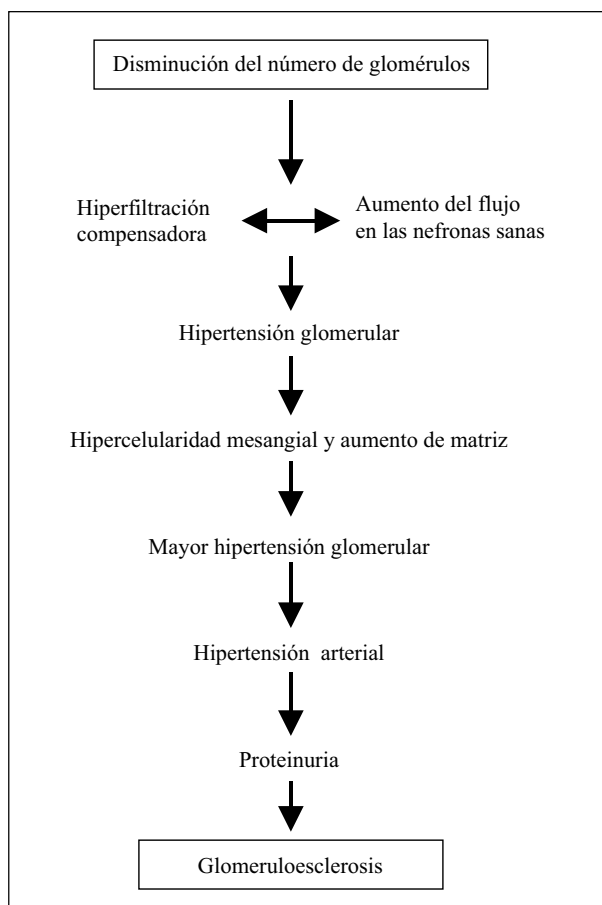 Disminución del número de glomérulos
Hiperfiltración
compensadora
Aumento del flujo
en las nefronas sanas
Hipertensión glomerular
Hipercelularidad mesangial y aumento de matriz
Mayor hipertensión glomerular
Hipertensión arterial
Proteinuria
Glomeruloesclerosis